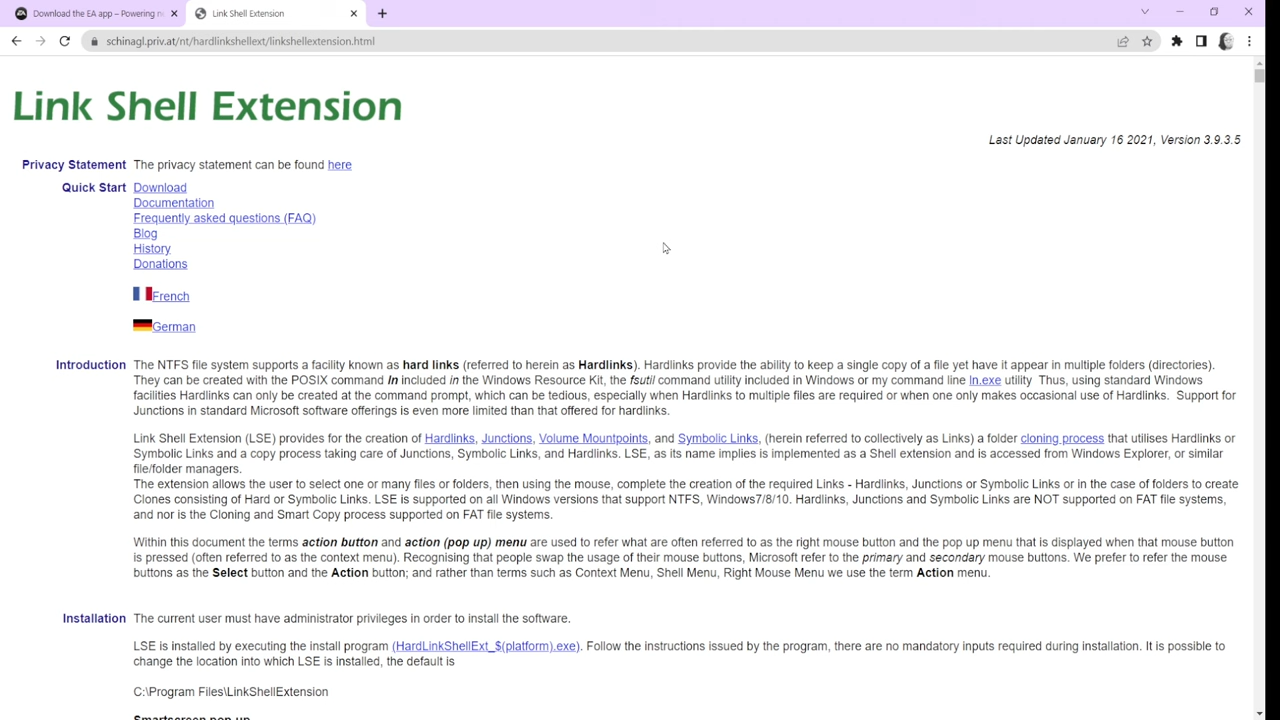 Download the EA app – Powering n
Link Shell Extension
schinagl.priv.at/nt/hardlinkshellext/linkshellextension.html
Link Shell Extension
Last Updated January 16 2021, Version 3.9.3.5
Privacy Statement The privacy statement can be found here
Quick Start Download
Documentation
Frequently asked questions (FAQ)
Blog
History
Donations
French
German
Introduction The NTFS file system supports a facility known as hard links (referred to herein as Hardlinks). Hardlinks provide the ability to keep a single copy of a file yet have it appear in multiple folders (directories).
They can be created with the POSIX command ln included in the Windows Resource Kit, the fsutil command utility included in Windows or my command line ln.exe utility Thus, using standard Windows
facilities Hardlinks can only be created at the command prompt, which can be tedious, especially when Hardlinks to multiple files are required or when one only makes occasional use of Hardlinks. Support for
Junctions in standard Microsoft software offerings is even more limited than that offered for hardlinks.
Link Shell Extension (LSE) provides for the creation of Hardlinks, Junctions, Volume Mountpoints, and Symbolic Links, (herein referred to collectively as Links) a folder cloning process that utilises Hardlinks or
Symbolic Links and a copy process taking care of Junctions, Symbolic Links, and Hardlinks. LSE, as its name implies is implemented as a Shell extension and is accessed from Windows Explorer, or similar
file/folder managers.
The extension allows the user to select one or many files or folders, then using the mouse, complete the creation of the required Links - Hardlinks, Junctions or Symbolic Links or in the case of folders to create
Clones consisting of Hard or Symbolic Links. LSE is supported on all Windows versions that support NTFS, Windows7/8/10. Hardlinks, Junctions and Symbolic Links are NOT supported on FAT file systems,
and nor is the Cloning and Smart Copy process supported on FAT file systems.
Within this document the terms action button and action (pop up) menu are used to refer what are often referred to as the right mouse button and the pop up menu that is displayed when that mouse button
is pressed (often referred to as the context menu). Recognising that people swap the usage of their mouse buttons, Microsoft refer to the primary and secondary mouse buttons. We prefer to refer the mouse
buttons as the Select button and the Action button; and rather than terms such as Context Menu, Shell Menu, Right Mouse Menu we use the term Action menu.
Installation The current user must have administrator privileges in order to install the software.
LSE is installed by executing the install program (HardLinkShellExt_$(platform).exe). Follow the instructions issued by the program, there are no mandatory inputs required during installation. It is possible to
change the location into which LSE is installed, the default is
C:\Program Files\LinkShellExtension
Smartscreen pop up